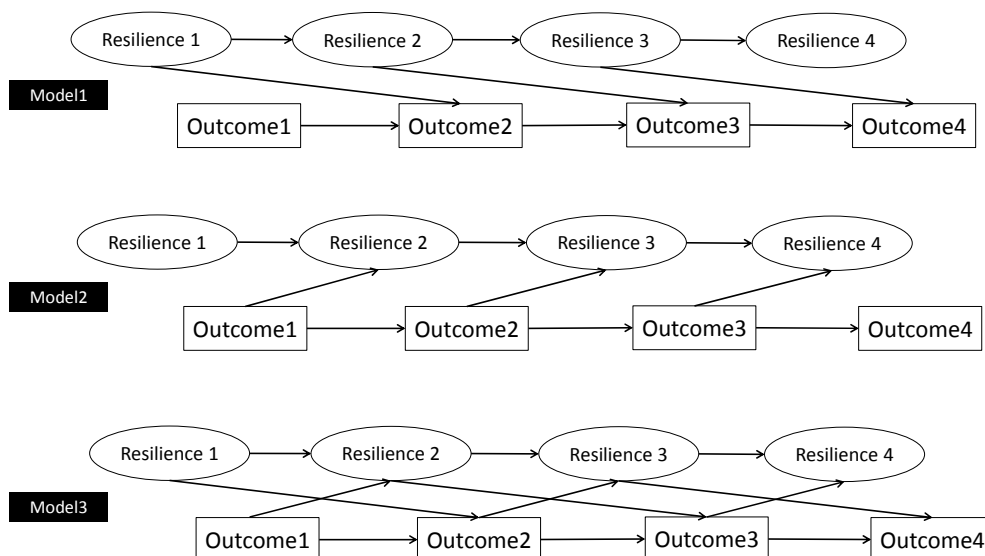 Resilience 1 Resilience 2 Resilience 3 Resilience 4
Model1
Outcome1 Outcome2 Outcome3 Outcome4
Resilience 1 Resilience 2 Resilience 3 Resilience 4
Model2
Outcome1 Outcome2 Outcome3 Outcome4
Resilience 1 Resilience 2 Resilience 3 Resilience 4
Model3
Outcome1 Outcome2 Outcome3 Outcome4